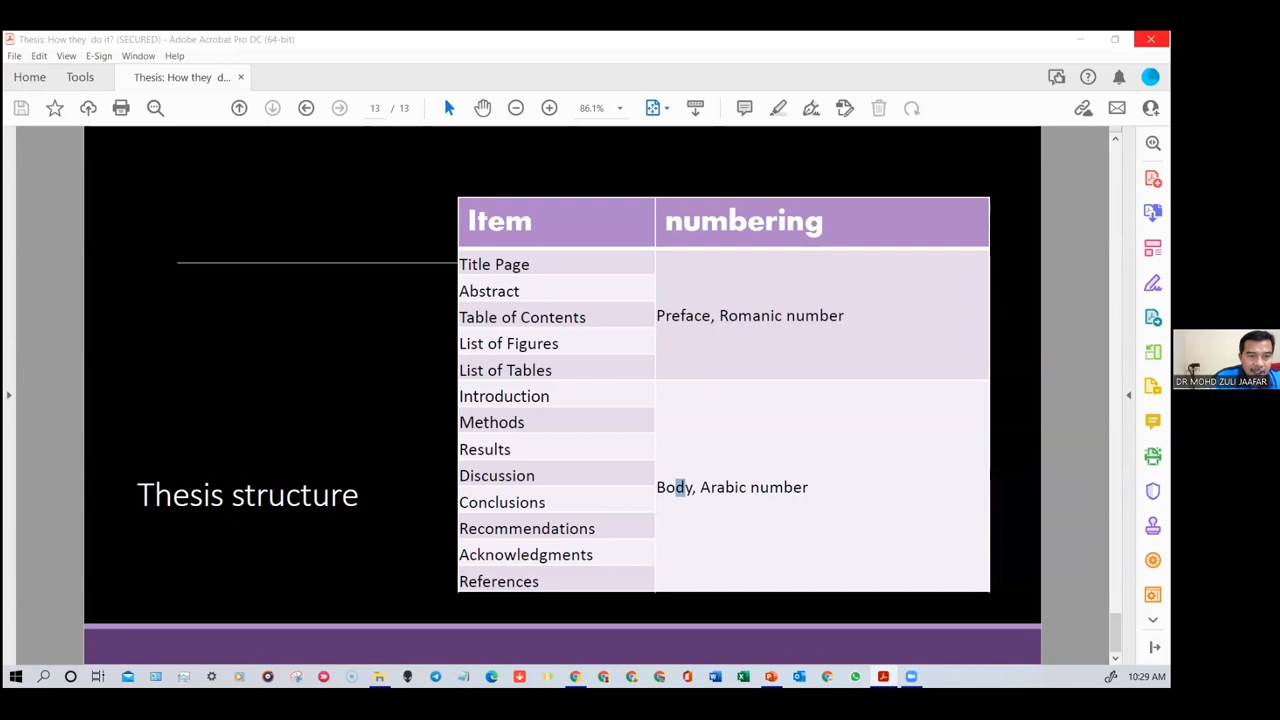 Thesis: How they do it? (SECURED) - Adobe Acrobat Pro DC (64-bit)
File Edit View E-Sign Window Help
Home Tools Thesis: How they d... ×
13 / 13 86.1%
Item numbering
Title Page
Abstract
Table of Contents
Preface, Romanic number
List of Figures
List of Tables
Introduction
Methods
Results
Discussion
Body, Arabic number
Conclusions
Recommendations
Acknowledgments
References
Thesis structure
DR MOHD ZULI JAAFAR
10:29 AM